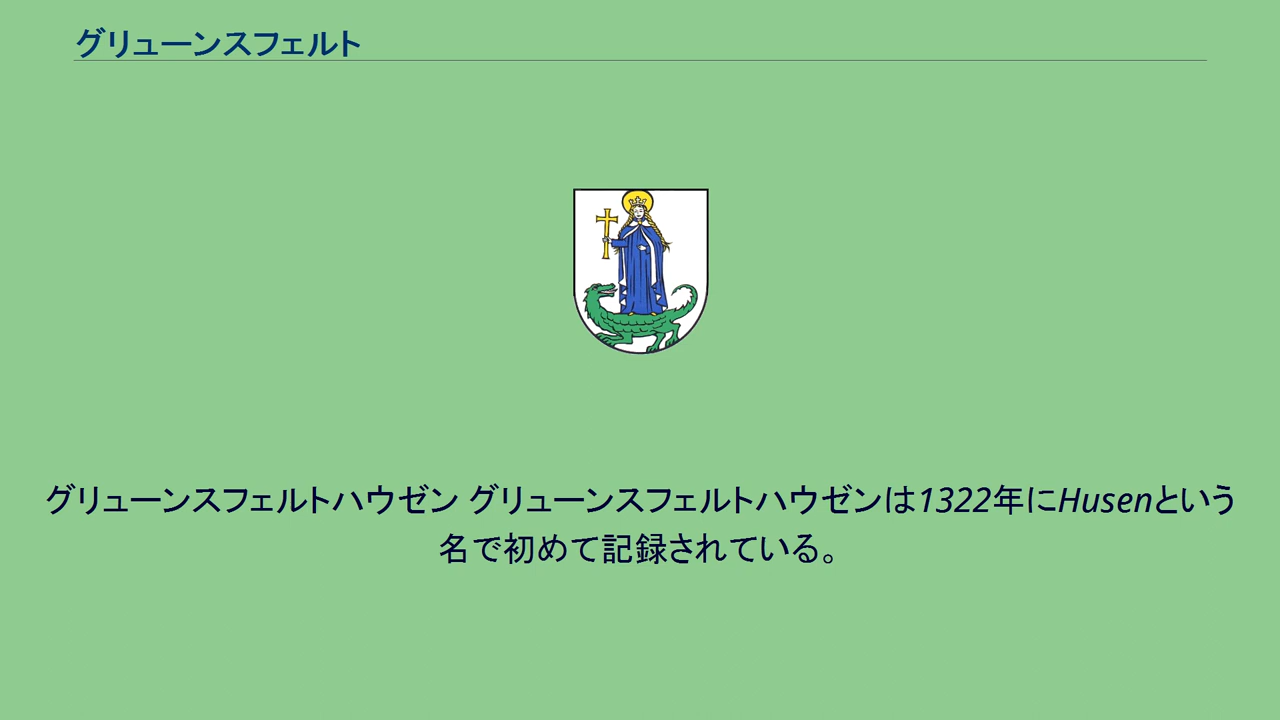 グリューンスフェルト
グリューンスフェルトハウゼン グリューンスフェルトハウゼンは1322年にHusenという
名で初めて記録されている。